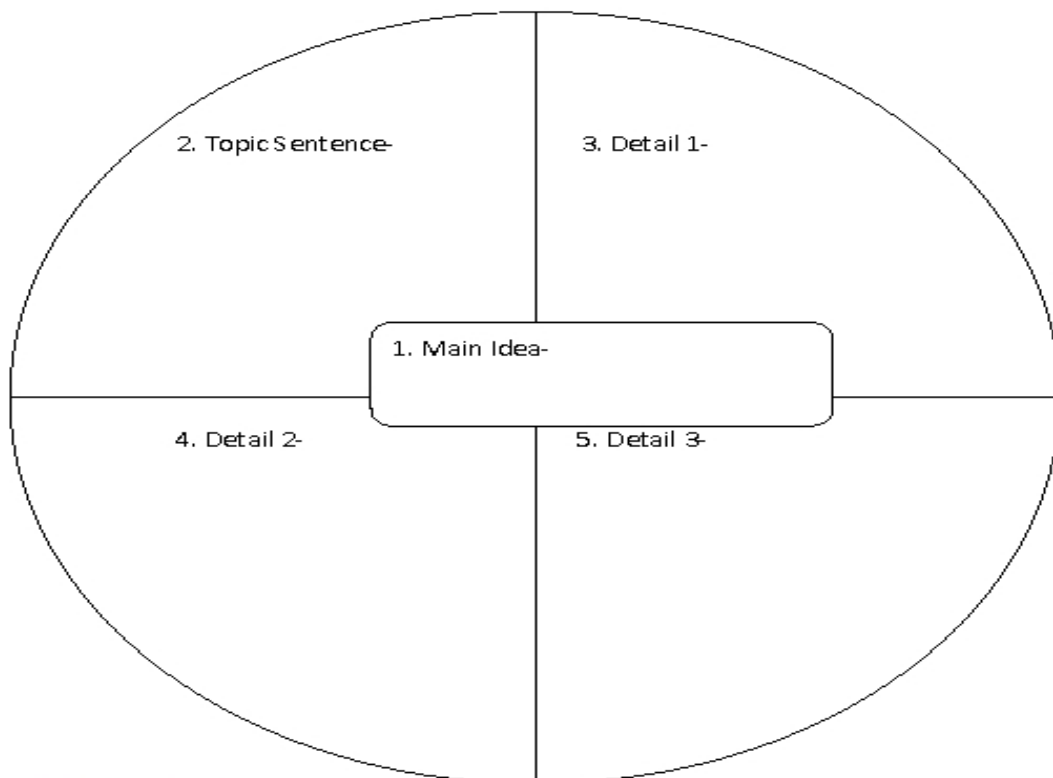 2. Topic Sentence-
3. Detail 1-
1. Main Idea-
4. Detail 2-
5. Detail 3-